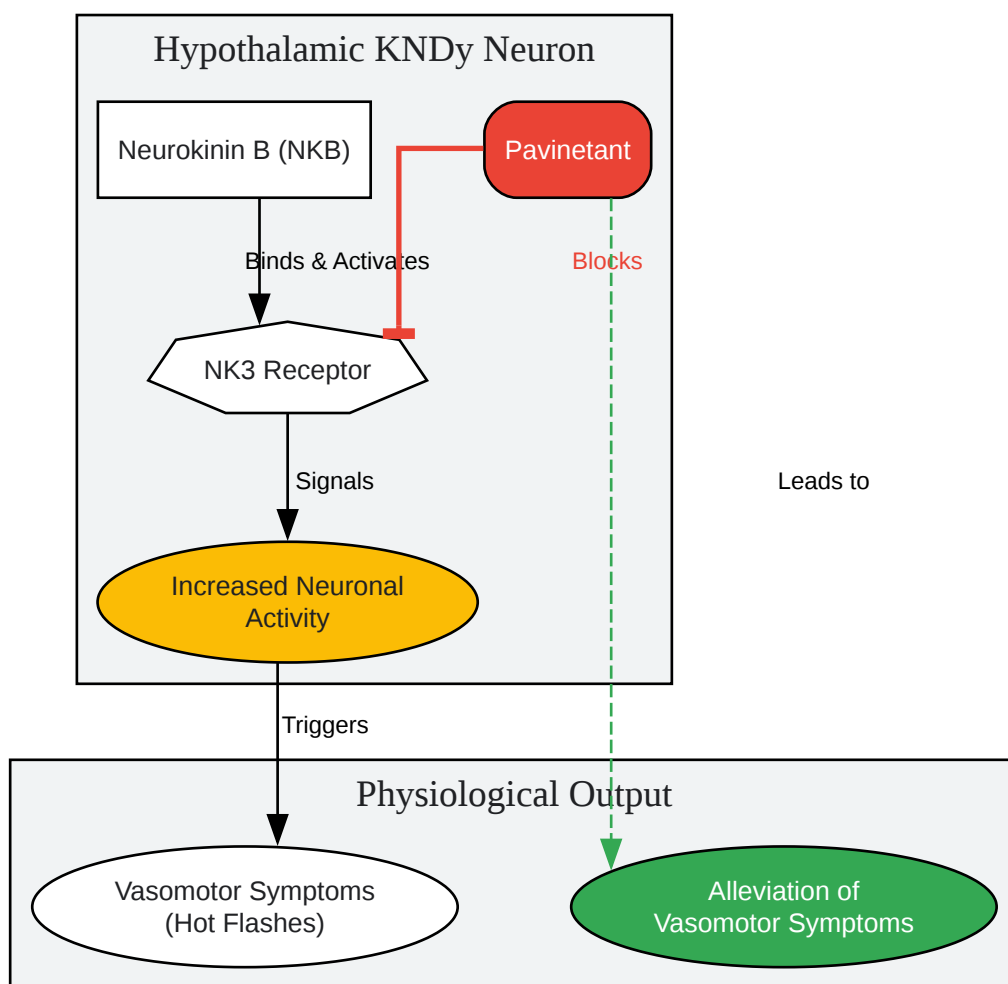 Hypothalamic KNDy Neuron
Neurokinin B (NKB)
Pavinetant
Binds & Activates
Blocks
NK3 Receptor
Signals
Leads to
Increased Neuronal
Activity
Triggers
Physiological Output
Vasomotor Symptoms
(Hot Flashes)
Alleviation of
Vasomotor Symptoms